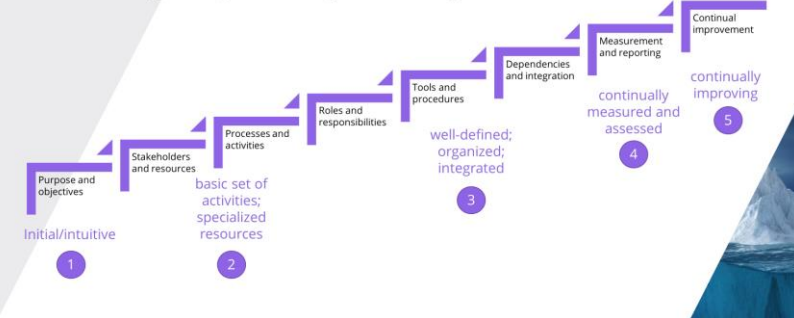 Purpose and
objectives
Stakeholders
and resources
Processes and
activities
Roles and
responsibilities
Tools and
procedures
Dependencies
and integration
Measurement
and reporting
Continual
improvement
Initial/intuitive
1
basic set of
activities;
specialized
resources
2
well-defined;
organized;
integrated
3
continually
measured and
assessed
4
continually
improving
5